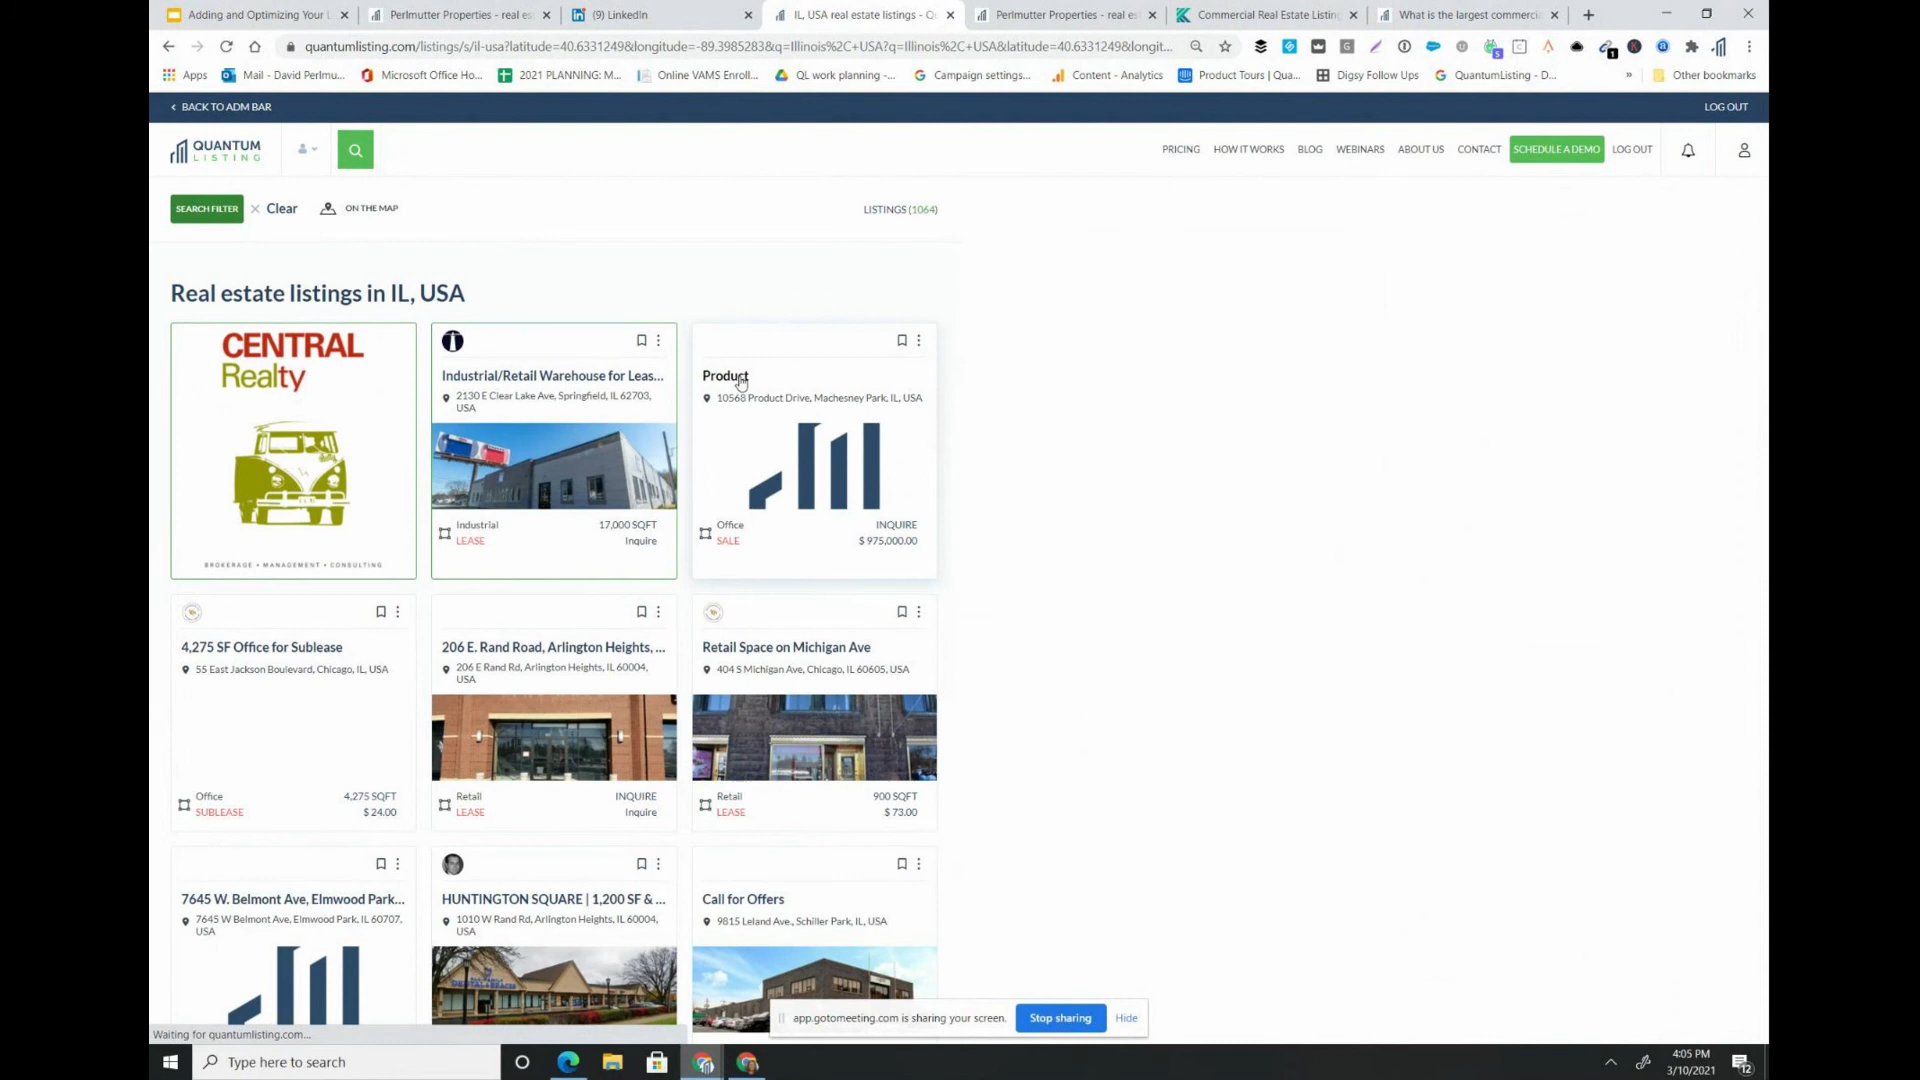 Adding and Optimizing Your L
Perlmutter Properties - real es
(9) LinkedIn
IL, USA real estate listings - Q
Perlmutter Properties - real es
Commercial Real Estate Listing
What is the largest commercia
quantumlisting.com/listings/s/il-usa?latitude=40.6331249&longitude=-89.3985283&q=Illinois%2C+USA?q=Illinois%2C+USA&latitude=40.6331249&longit...
Apps
Mail - David Perlmu...
Microsoft Office Ho...
2021 PLANNING: M...
Online VAMS Enroll...
QL work planning -...
Campaign settings...
Content - Analytics
Product Tours | Qua...
Digsy Follow Ups
QuantumListing - D...
»
Other bookmarks
BACK TO ADM BAR
LOG OUT
QUANTUM
LISTING
PRICING
HOW IT WORKS
BLOG
WEBINARS
ABOUT US
CONTACT
SCHEDULE A DEMO
LOG OUT
SEARCH FILTER
Clear
ON THE MAP
LISTINGS (1064)
Real estate listings in IL, USA
CENTRAL
Realty
BROKERAGE • MANAGEMENT • CONSULTING
Industrial/Retail Warehouse for Leas...
2130 E Clear Lake Ave, Springfield, IL 62703,
USA
Industrial
17,000 SQFT
LEASE
Inquire
Product
10568 Product Drive, Machesney Park, IL, USA
Office
INQUIRE
SALE
$ 975,000.00
4,275 SF Office for Sublease
55 East Jackson Boulevard, Chicago, IL, USA
Office
4,275 SQFT
SUBLEASE
$ 24.00
206 E. Rand Road, Arlington Heights, ...
206 E Rand Rd, Arlington Heights, IL 60004,
USA
Retail
INQUIRE
LEASE
Inquire
Retail Space on Michigan Ave
404 S Michigan Ave, Chicago, IL 60605, USA
Retail
900 SQFT
LEASE
$ 73.00
7645 W. Belmont Ave, Elmwood Park...
7645 W Belmont Ave, Elmwood Park, IL 60707,
USA
HUNTINGTON SQUARE | 1,200 SF & ...
1010 W Rand Rd, Arlington Heights, IL 60004,
USA
Call for Offers
9815 Leland Ave., Schiller Park, IL, USA
app.gotomeeting.com is sharing your screen.
Stop sharing
Hide
Waiting for quantumlisting.com...
Type here to search
4:05 PM
3/10/2021
12